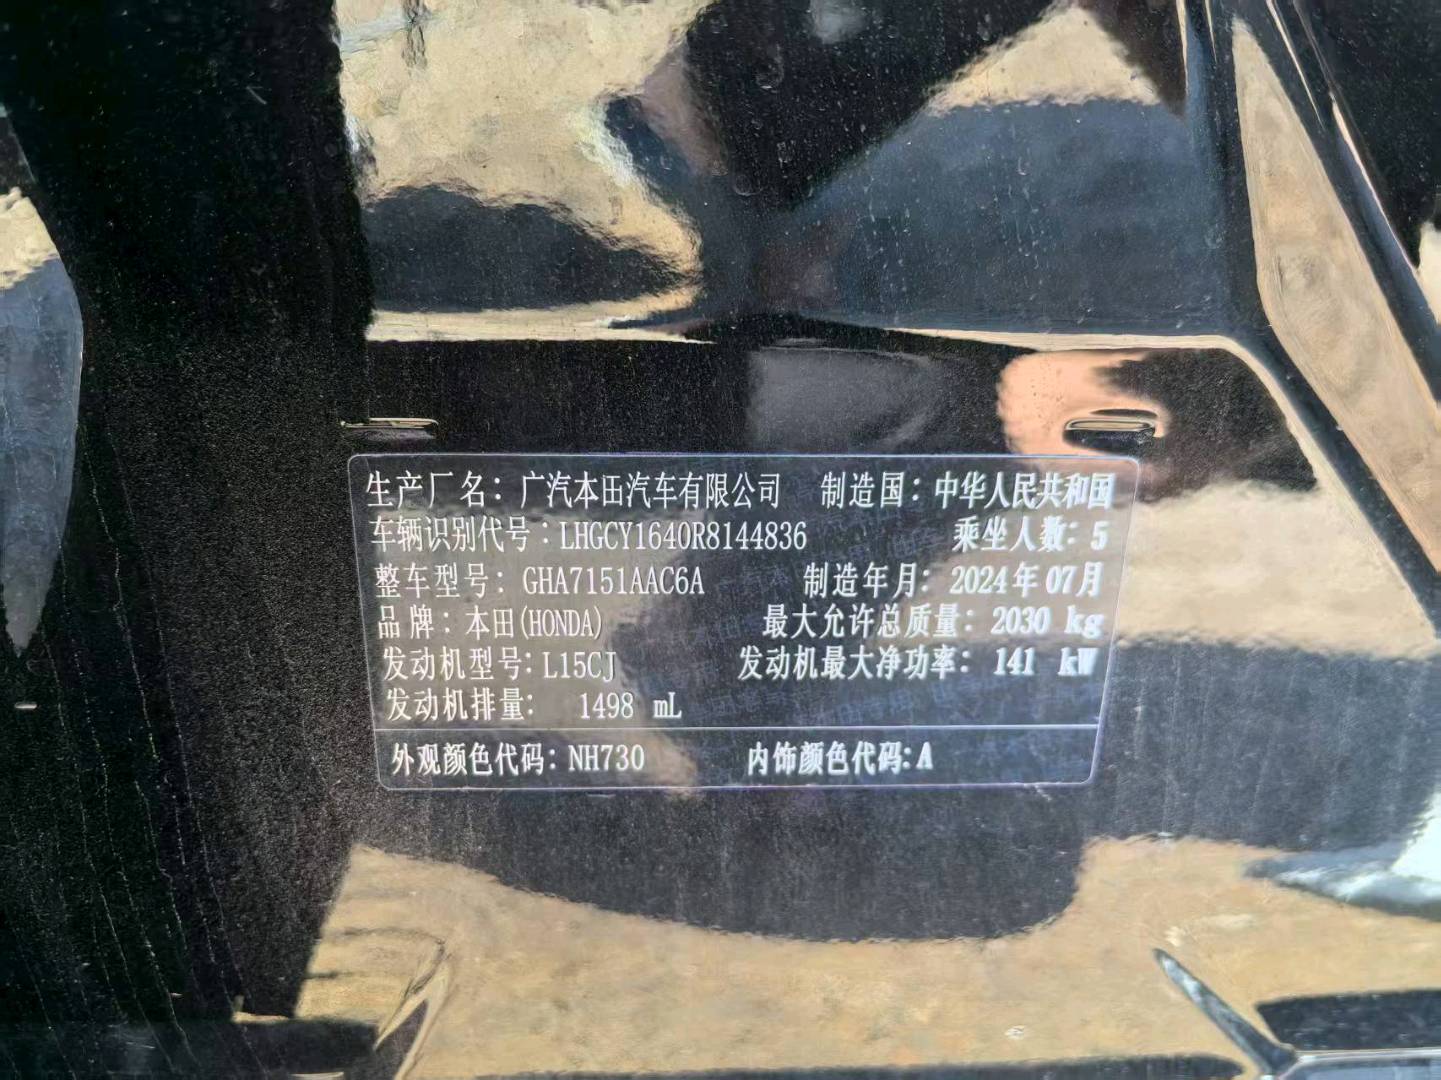 生产厂名：广汽本田汽车有限公司 制造国：中华人民共和国
车辆识别代号：LHGCY1640R8144836 乘坐人数：5
整车型号：GHA7151AAC6A 制造年月：2024年07月
品牌：本田(HONDA) 最大允许总质量：2030 kg
发动机型号：L15CJ 发动机最大净功率：141 kW
发动机排量： 1498 mL
外观颜色代码：NH730 内饰颜色代码：A